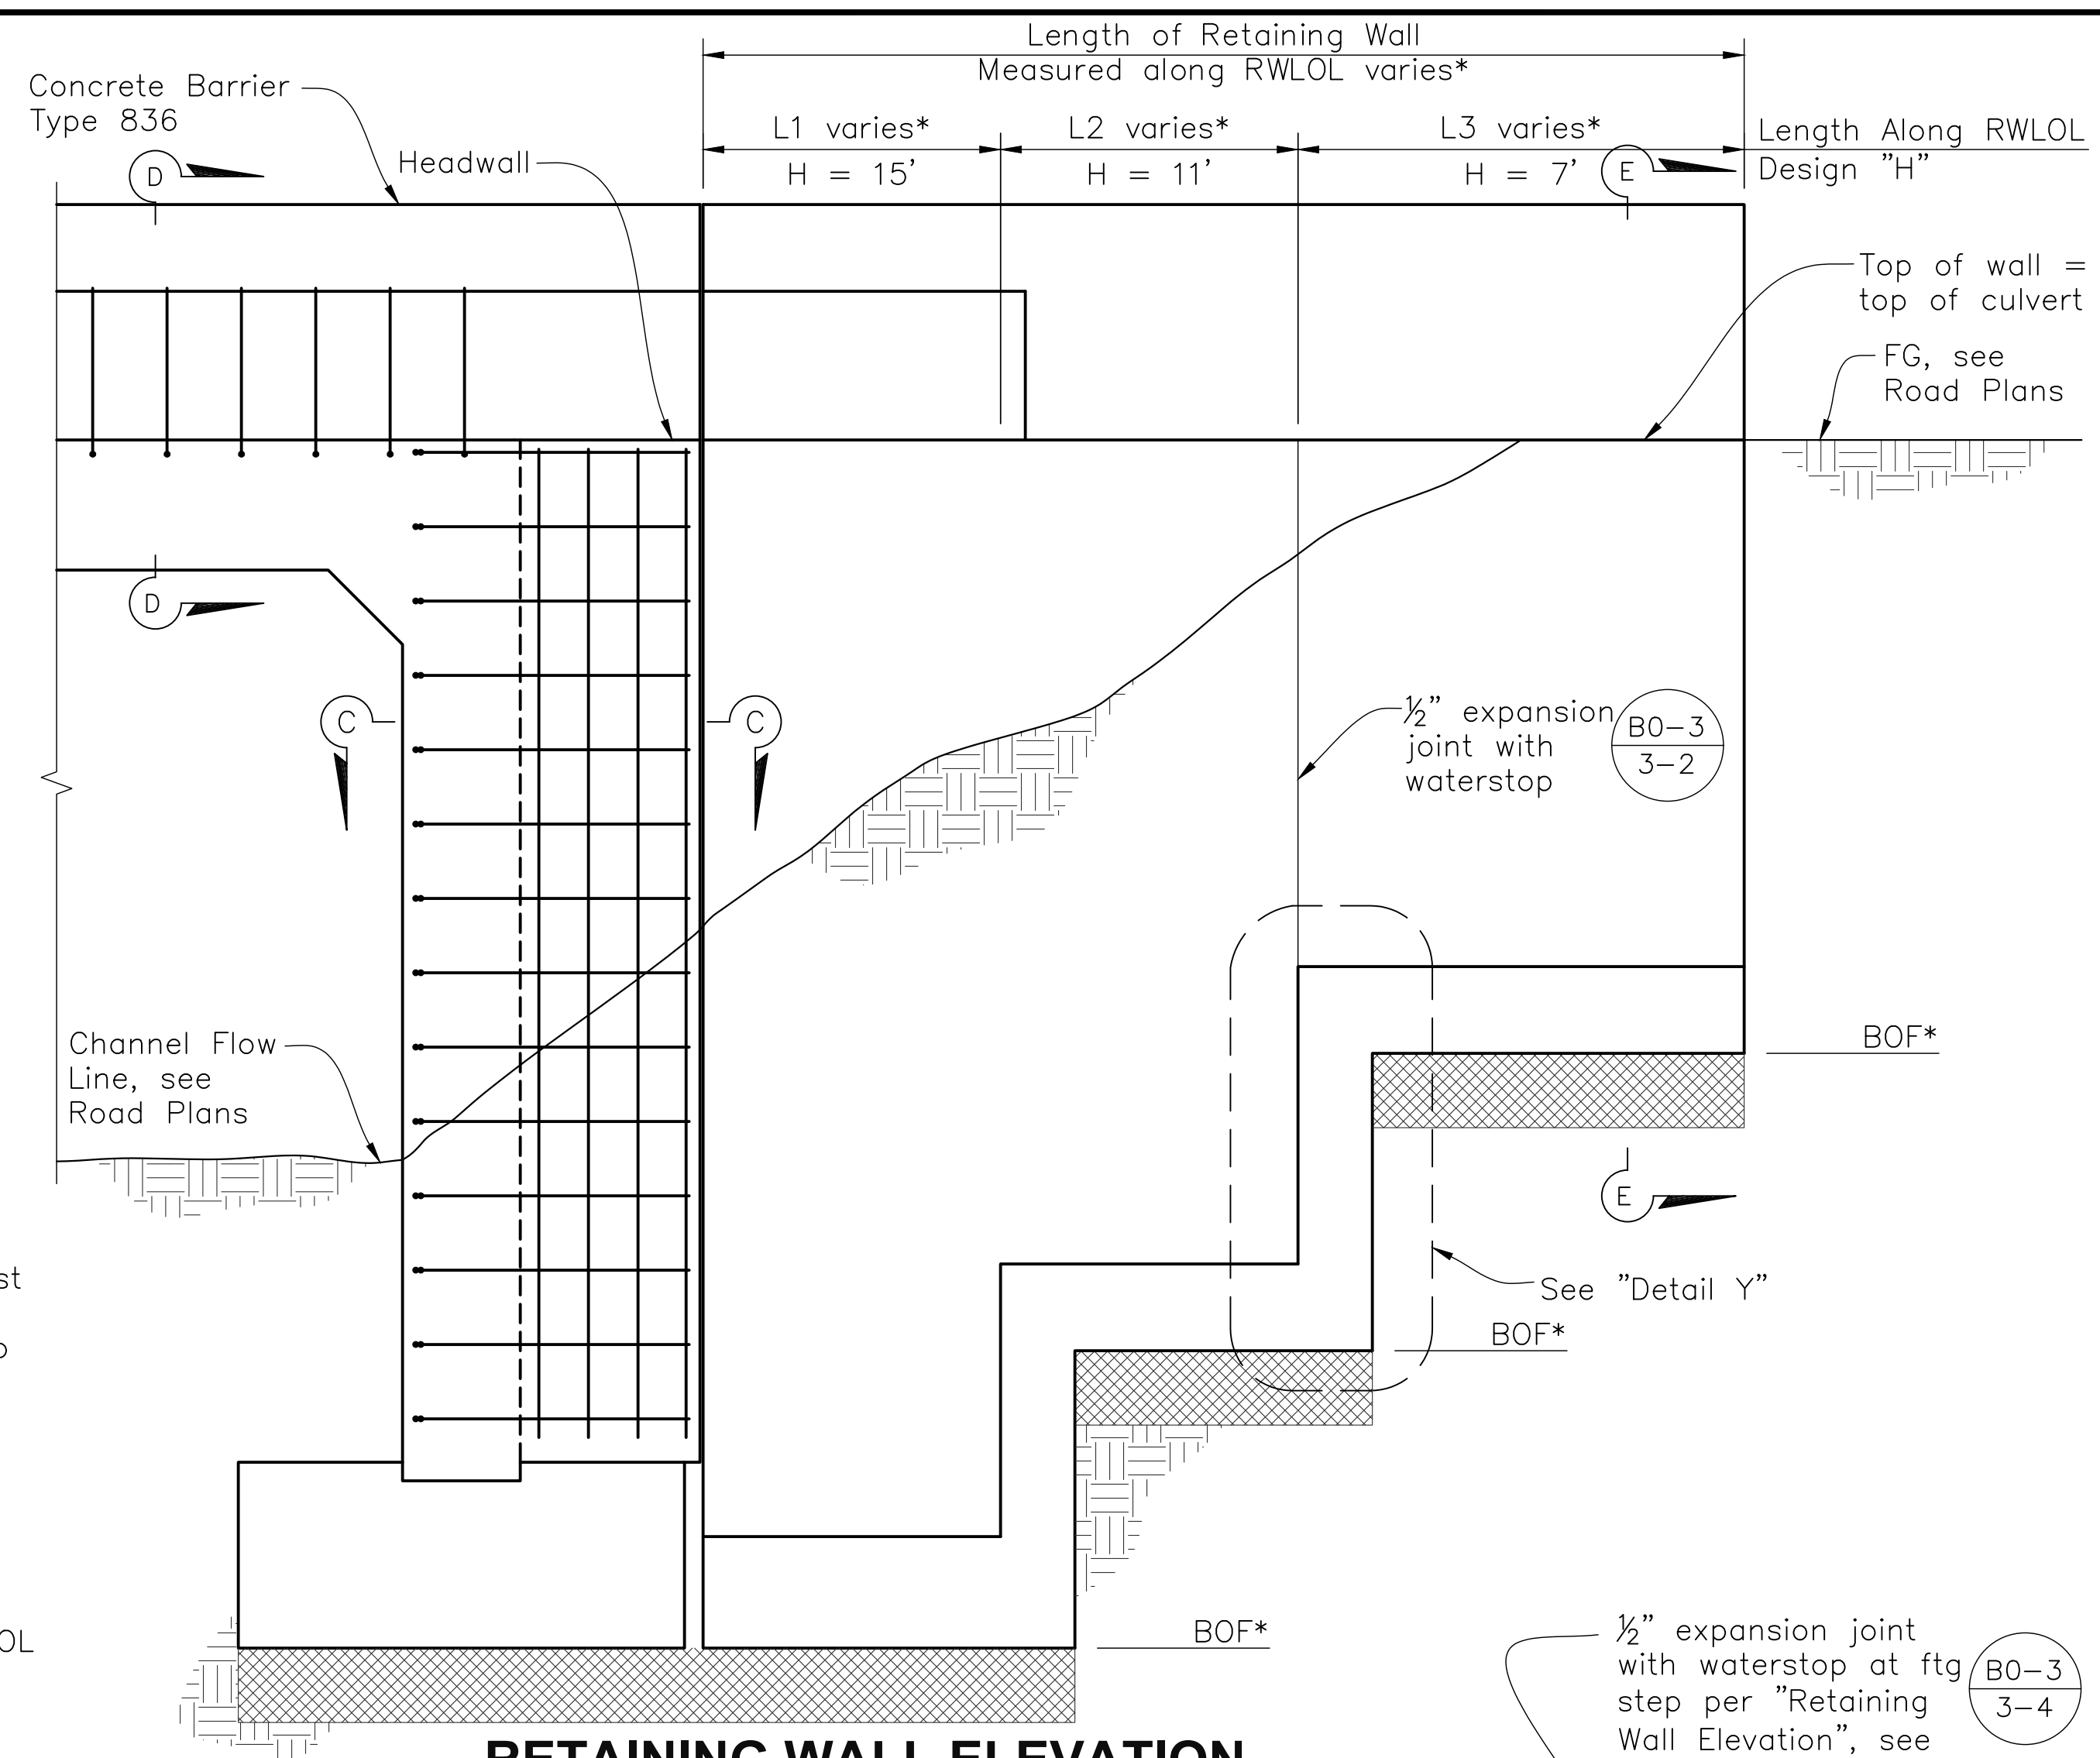 Length of Retaining Wall
Measured along RWLOL varies*
Concrete Barrier
Type 836
L1 varies*
L2 varies*
L3 varies*
Length Along RWLOL
H = 15'
H = 11'
H = 7'
Design "H"
D
Headwall
E
Top of wall =
top of culvert
FG, see
Road Plans
D
C
C
½" expansion
joint with
waterstop
B0-3
3-2
Channel Flow
Line, see
Road Plans
BOF*
E
See "Detail Y"
BOF*
BOF*
½" expansion joint
with waterstop at ftg
step per "Retaining
Wall Elevation", see
B0-3
3-4
RETAINING WALL ELEVATION